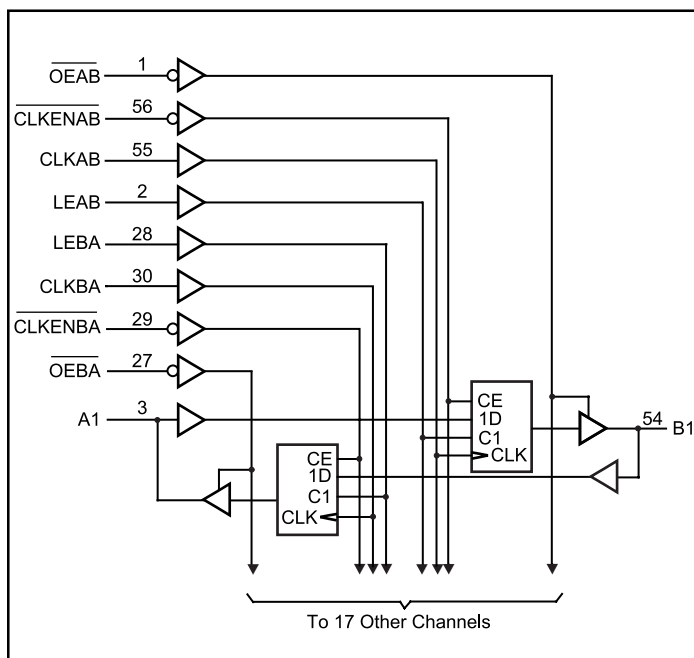 OEAB 1
CLKENAB 56
CLKAB 55
LEAB 2
LEBA 28
CLKBA 30
CLKENBA 29
OEBA 27
A1 3
CE
1D
C1
CLK
54 B1
CE
1D
C1
CLK
To 17 Other Channels